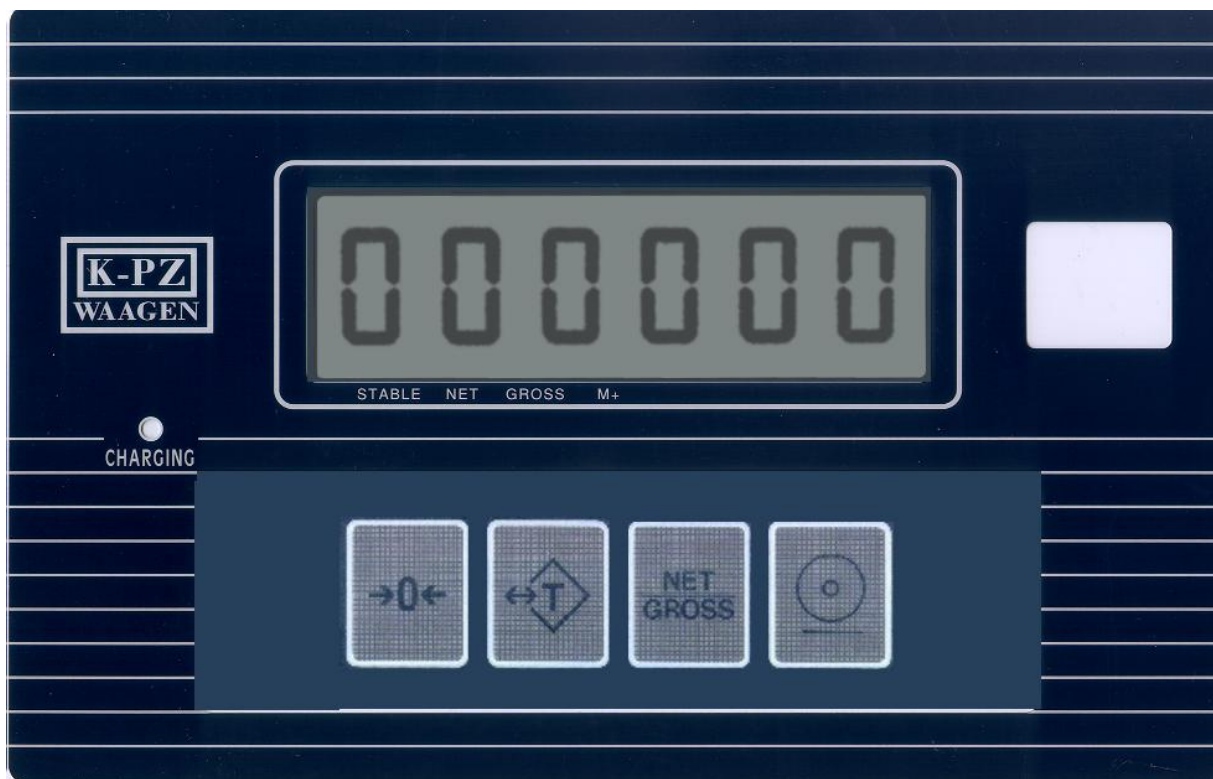 K-PZ
WAAGEN
000000
STABLE NET GROSS M+
CHARGING
→0←
↔T
NET
GROSS